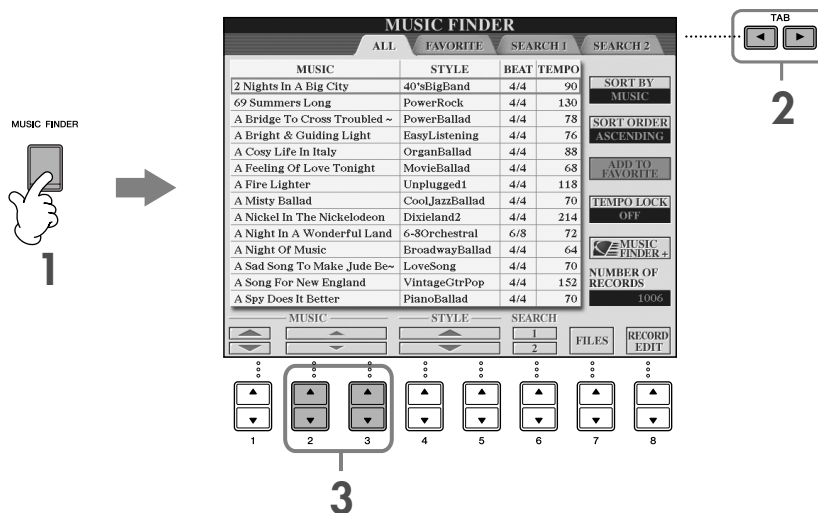 MUSIC FINDER
1
MUSIC FINDER
ALL FAVORITE SEARCH 1 SEARCH 2
MUSIC STYLE BEAT TEMPO
2 Nights In A Big City 40'sBigBand 4/4 90
69 Summers Long PowerRock 4/4 130
A Bridge To Cross Troubled ~ PowerBallad 4/4 78
A Bright & Guiding Light EasyListening 4/4 76
A Cosy Life In Italy OrganBallad 4/4 88
A Feeling Of Love Tonight MovieBallad 4/4 68
A Fire Lighter Unplugged1 4/4 118
A Misty Ballad CoolJazzBallad 4/4 70
A Nickel In The Nickelodeon Dixieland2 4/4 214
A Night In A Wonderful Land 6-8Orchestral 6/8 72
A Night Of Music BroadwayBallad 4/4 64
A Sad Song To Make Jude Be~ LoveSong 4/4 70
A Song For New England VintageGtrPop 4/4 152
A Spy Does It Better PianoBallad 4/4 70
SORT BY
MUSIC
SORT ORDER
ASCENDING
ADD TO
FAVORITE
TEMPO LOCK
OFF
MUSIC
FINDER +
NUMBER OF
RECORDS
1006
MUSIC STYLE SEARCH
1
2
FILES
RECORD
EDIT
TAB
2
1 2 3 4 5 6 7 8
3